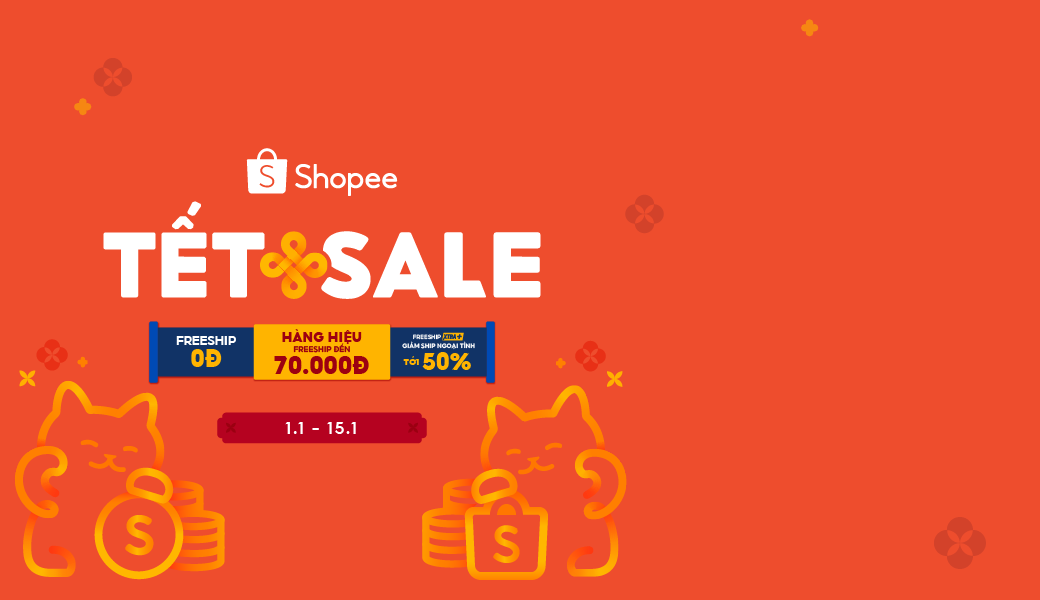 Shopee
TẾT SALE
FREESHIP
0Đ
HÀNG HIỆU
FREESHIP ĐẾN
70.000Đ
FREESHIP XTRA+
GIẢM SHIP NGOẠI TỈNH
TỚI 50%
1.1 – 15.1
S
S